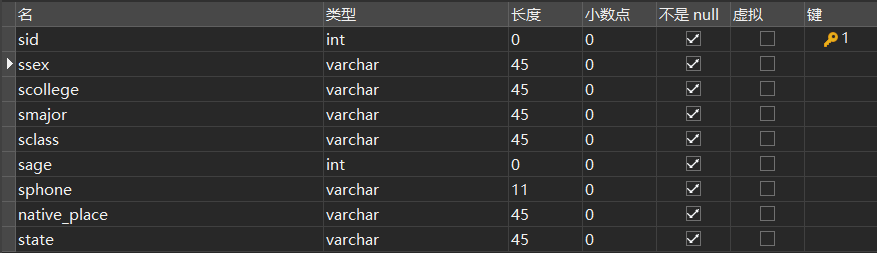 名 类型 长度 小数点 不是 null 虚拟 键
sid int 0 0 1
ssex varchar 45 0
scollege varchar 45 0
smajor varchar 45 0
sclass varchar 45 0
sage int 0 0
sphone varchar 11 0
native_place varchar 45 0
state varchar 45 0